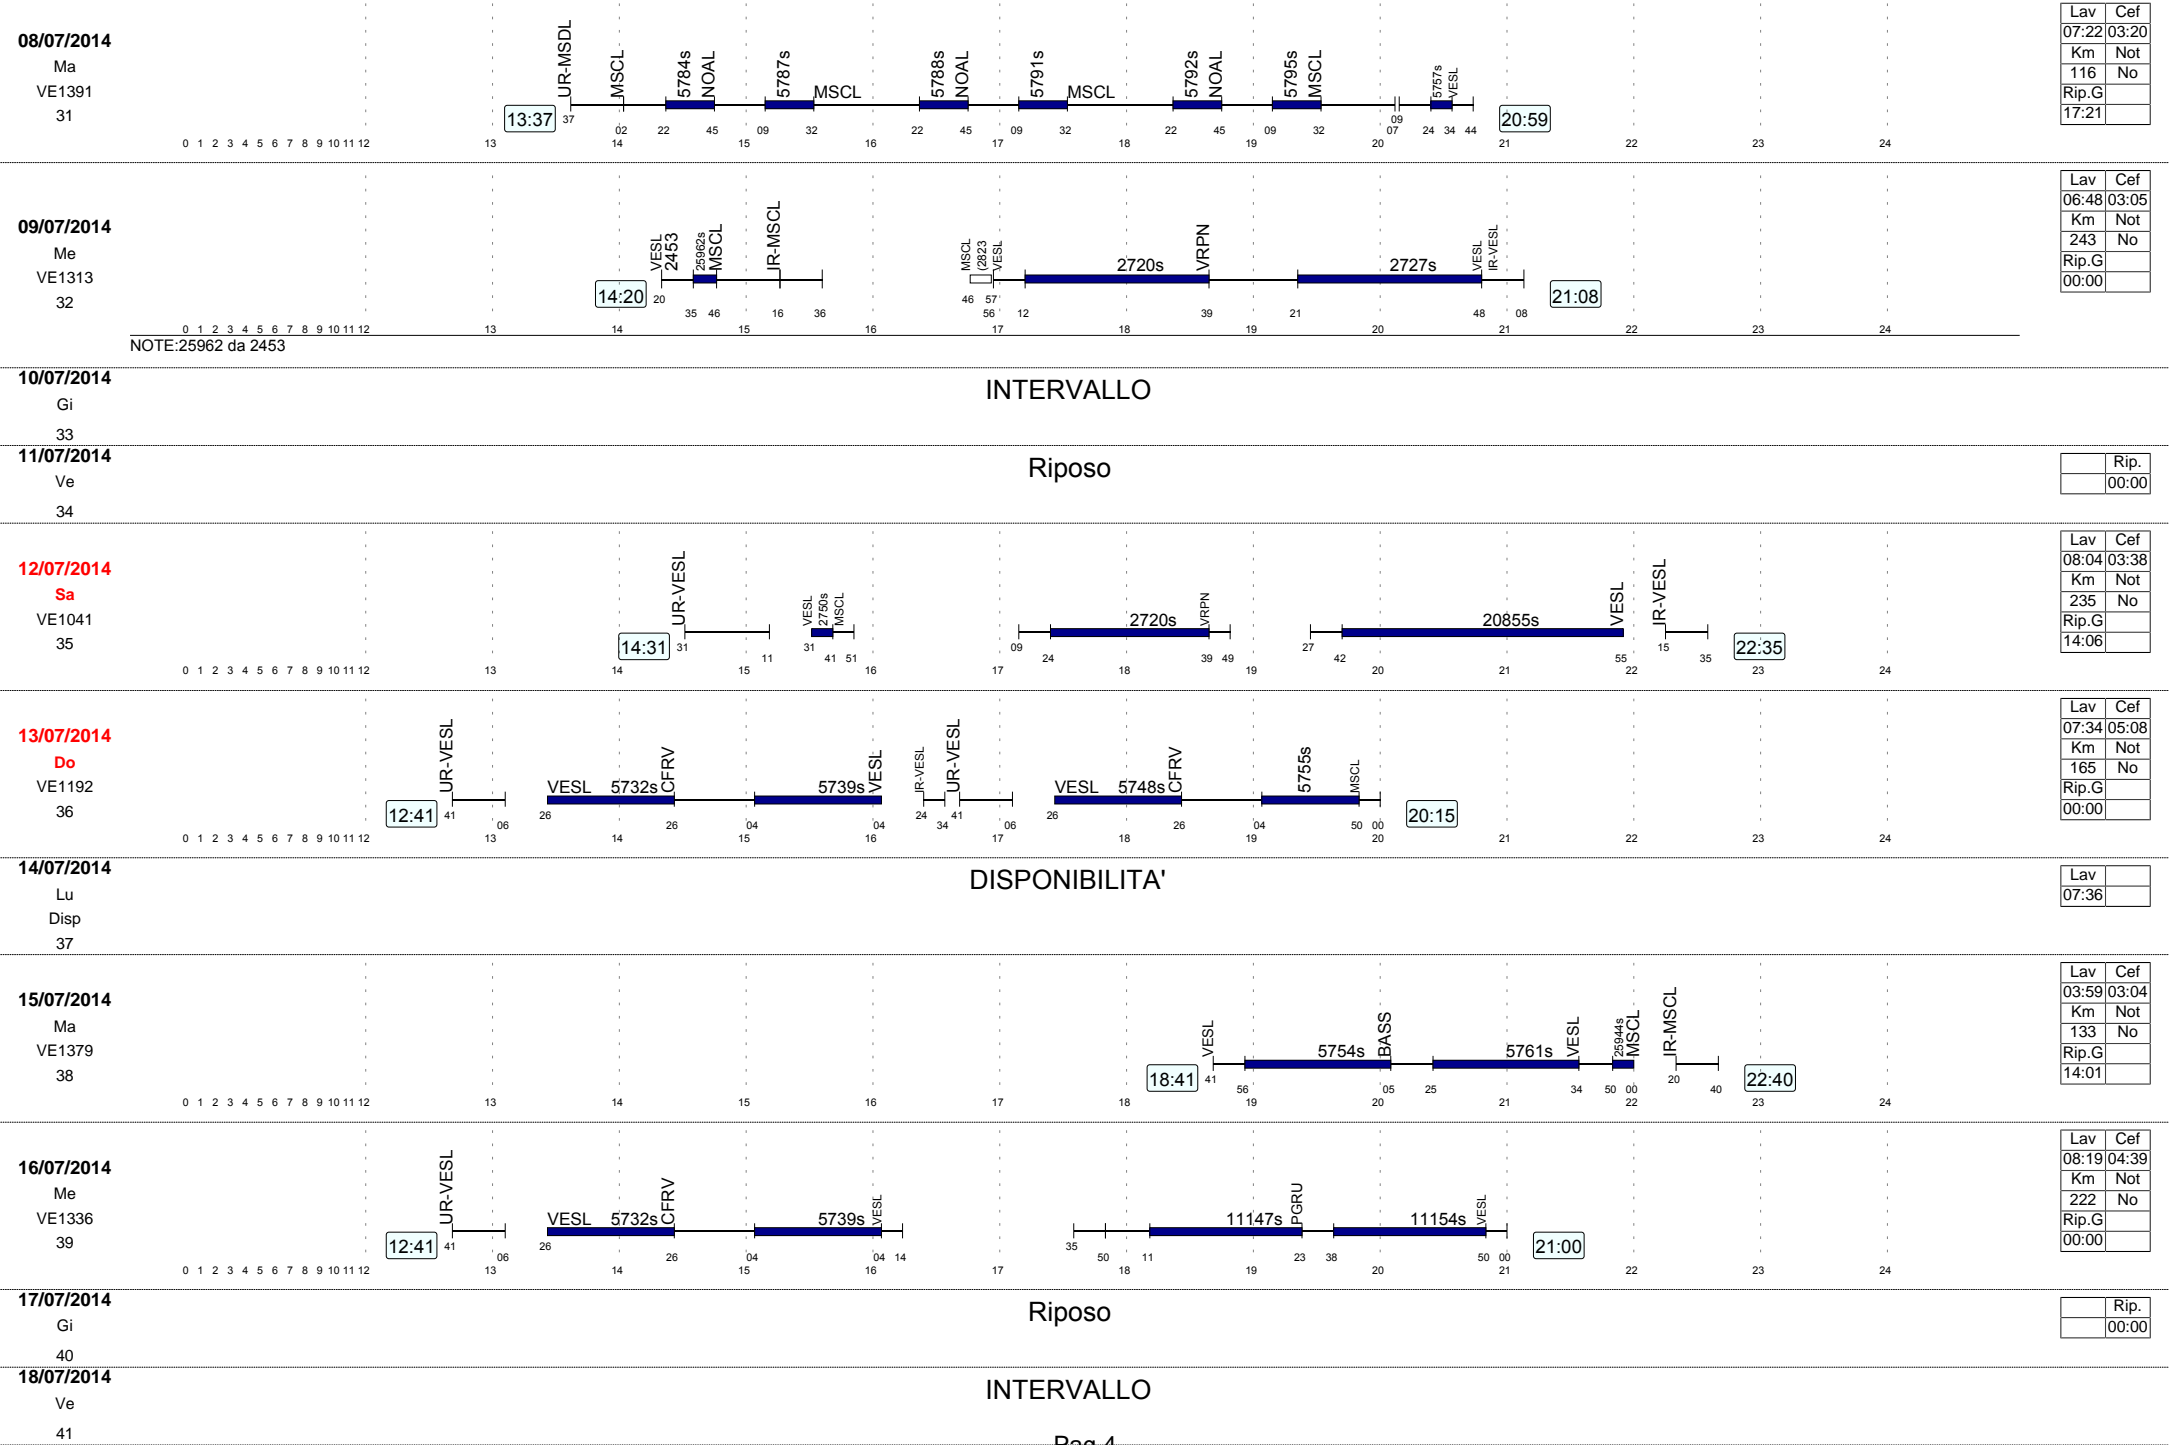 08/07/2014
Ma
VE1391
31
13:37
UR-MSDL MSCL 5784s NOAL 5787s MSCL 5788s NOAL 5791s MSCL 5792s NOAL 5795s MSCL 5757s VESL
20:59
37 02 22 45 09 32 22 45 09 32 22 45 09 32 07 09 24 34 44
0 1 2 3 4 5 6 7 8 9 10 11 12 13 14 15 16 17 18 19 20 21 22 23 24
Lav Cef
07:22 03:20
Km Not
116 No
Rip.G
17:21
09/07/2014
Me
VE1313
32
14:20
VESL 2453 25962s MSCL IR-MSCL MSCL (2823 VESL 2720s VRPN 2727s VESL IR-VESL
21:08
20 35 46 16 36 46 56 57 12 39 21 48 08
0 1 2 3 4 5 6 7 8 9 10 11 12 13 14 15 16 17 18 19 20 21 22 23 24
NOTE:25962 da 2453
Lav Cef
06:48 03:05
Km Not
243 No
Rip.G
00:00
10/07/2014
Gi
33
INTERVALLO
11/07/2014
Ve
34
Riposo
Rip.
00:00
12/07/2014
Sa
VE1041
35
14:31
UR-VESL VESL 2750s MSCL 2720s VRPN 20855s VESL IR-VESL
22:35
31 11 31 41 51 09 24 39 49 27 42 55 15 35
0 1 2 3 4 5 6 7 8 9 10 11 12 13 14 15 16 17 18 19 20 21 22 23 24
Lav Cef
08:04 03:38
Km Not
235 No
Rip.G
14:06
13/07/2014
Do
VE1192
36
12:41
UR-VESL VESL 5732s CFRV 5739s VESL IR-VESL UR-VESL VESL 5748s CFRV 5755s MSCL
20:15
41 06 26 26 04 04 24 34 41 06 26 26 04 50 00
0 1 2 3 4 5 6 7 8 9 10 11 12 13 14 15 16 17 18 19 20 21 22 23 24
Lav Cef
07:34 05:08
Km Not
165 No
Rip.G
00:00
14/07/2014
Lu
Disp
37
DISPONIBILITA'
Lav
07:36
15/07/2014
Ma
VE1379
38
18:41
VESL 5754s BASS 5761s VESL 25944s MSCL IR-MSCL
22:40
41 56 05 25 34 50 00 20 40
0 1 2 3 4 5 6 7 8 9 10 11 12 13 14 15 16 17 18 19 20 21 22 23 24
Lav Cef
03:59 03:04
Km Not
133 No
Rip.G
14:01
16/07/2014
Me
VE1336
39
12:41
UR-VESL VESL 5732s CFRV 5739s VESL 11147s PGRU 11154s VESL
21:00
41 06 26 26 04 04 14 35 50 11 23 38 50 00
0 1 2 3 4 5 6 7 8 9 10 11 12 13 14 15 16 17 18 19 20 21 22 23 24
Lav Cef
08:19 04:39
Km Not
222 No
Rip.G
00:00
17/07/2014
Gi
40
Riposo
Rip.
00:00
18/07/2014
Ve
41
INTERVALLO
Pag 4